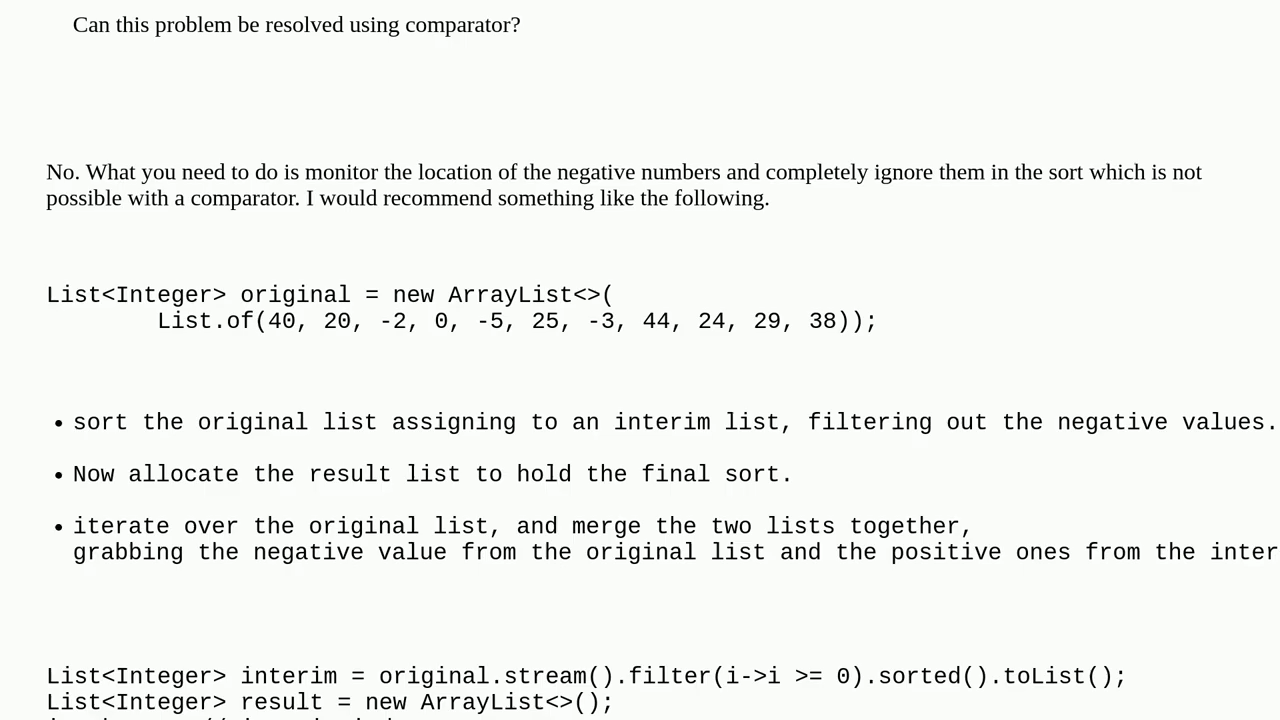 Can this problem be resolved using comparator?
No. What you need to do is monitor the location of the negative numbers and completely ignore them in the sort which is not
possible with a comparator. I would recommend something like the following.
List<Integer> original = new ArrayList<>(
        List.of(40, 20, -2, 0, -5, 25, -3, 44, 24, 29, 38));
• sort the original list assigning to an interim list, filtering out the negative values.
• Now allocate the result list to hold the final sort.
• iterate over the original list, and merge the two lists together,
grabbing the negative value from the original list and the positive ones from the inter
List<Integer> interim = original.stream().filter(i->i >= 0).sorted().toList();
List<Integer> result = new ArrayList<>();